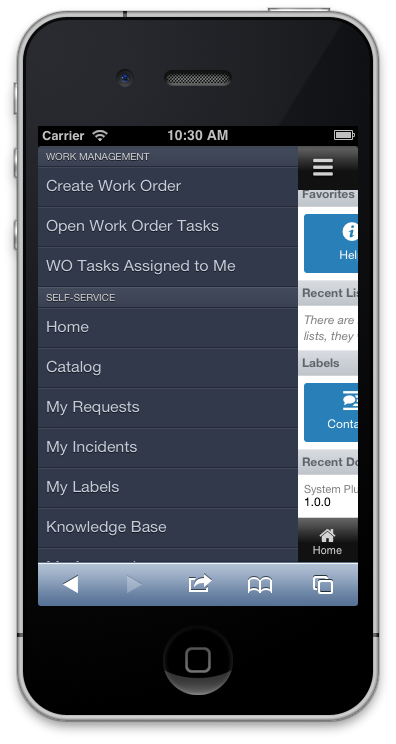 Carrier 10:30 AM
WORK MANAGEMENT
Create Work Order
Open Work Order Tasks
WO Tasks Assigned to Me
SELF-SERVICE
Home
Catalog
My Requests
My Incidents
My Labels
Knowledge Base
Favorites
Hel
Recent Lis
There are
lists, they
Labels
Conta
Recent Do
System Plu
1.0.0
Home